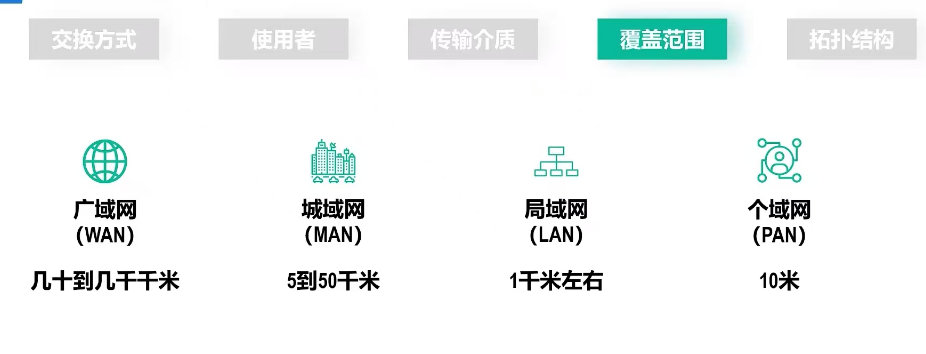 交换方式
使用者
传输介质
覆盖范围
拓扑结构
广域网
(WAN)
城域网
(MAN)
局域网
(LAN)
个域网
(PAN)
几十到几千千米
5到50千米
1千米左右
10米